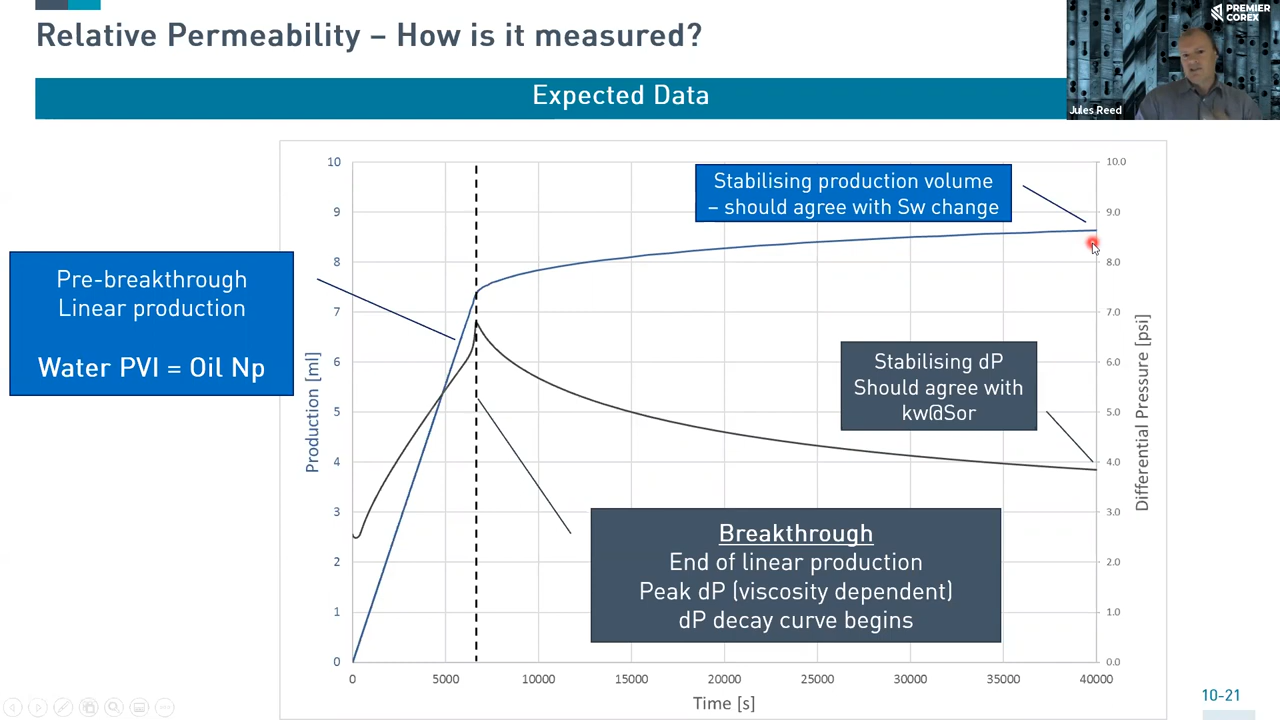 Relative Permeability – How is it measured?
PREMIER
COREX
Jules Reed
Expected Data
Stabilising production volume
– should agree with Sw change
Pre-breakthrough
Linear production
Water PVI = Oil Np
Stabilising dP
Should agree with
kw@Sor
Breakthrough
End of linear production
Peak dP (viscosity dependent)
dP decay curve begins
Production [ml]
10
9
8
7
6
5
4
3
2
1
0
Differential Pressure [psi]
10.0
9.0
8.0
7.0
6.0
5.0
4.0
3.0
2.0
1.0
0.0
0 5000 10000 15000 20000 25000 30000 35000 40000
Time [s]
10-21